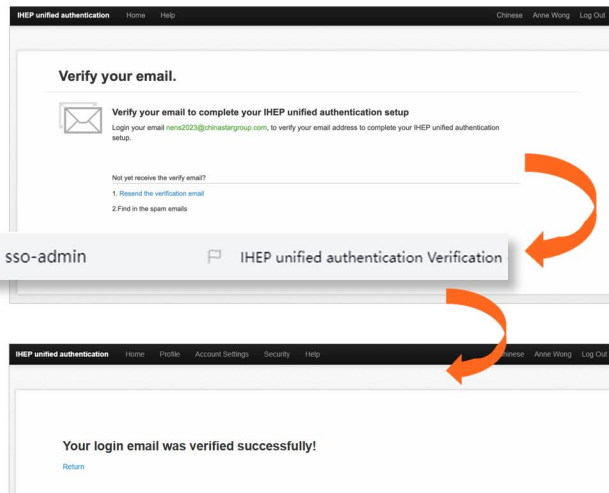 IHEP unified authentication Home Help Chinese Anne Wong Log Out
Verify your email.
Verify your email to complete your IHEP unified authentication setup
Login your email nens2023@chinastargroup.com, to verify your email address to complete your IHEP unified authentication
setup.
Not yet receive the verify email?
1. Resend the verification email
2.Find in the spam emails
sso-admin IHEP unified authentication Verification
IHEP unified authentication Home Profile Account Settings Security Help Chinese Anne Wong Log Out
Your login email was verified successfully!
Return